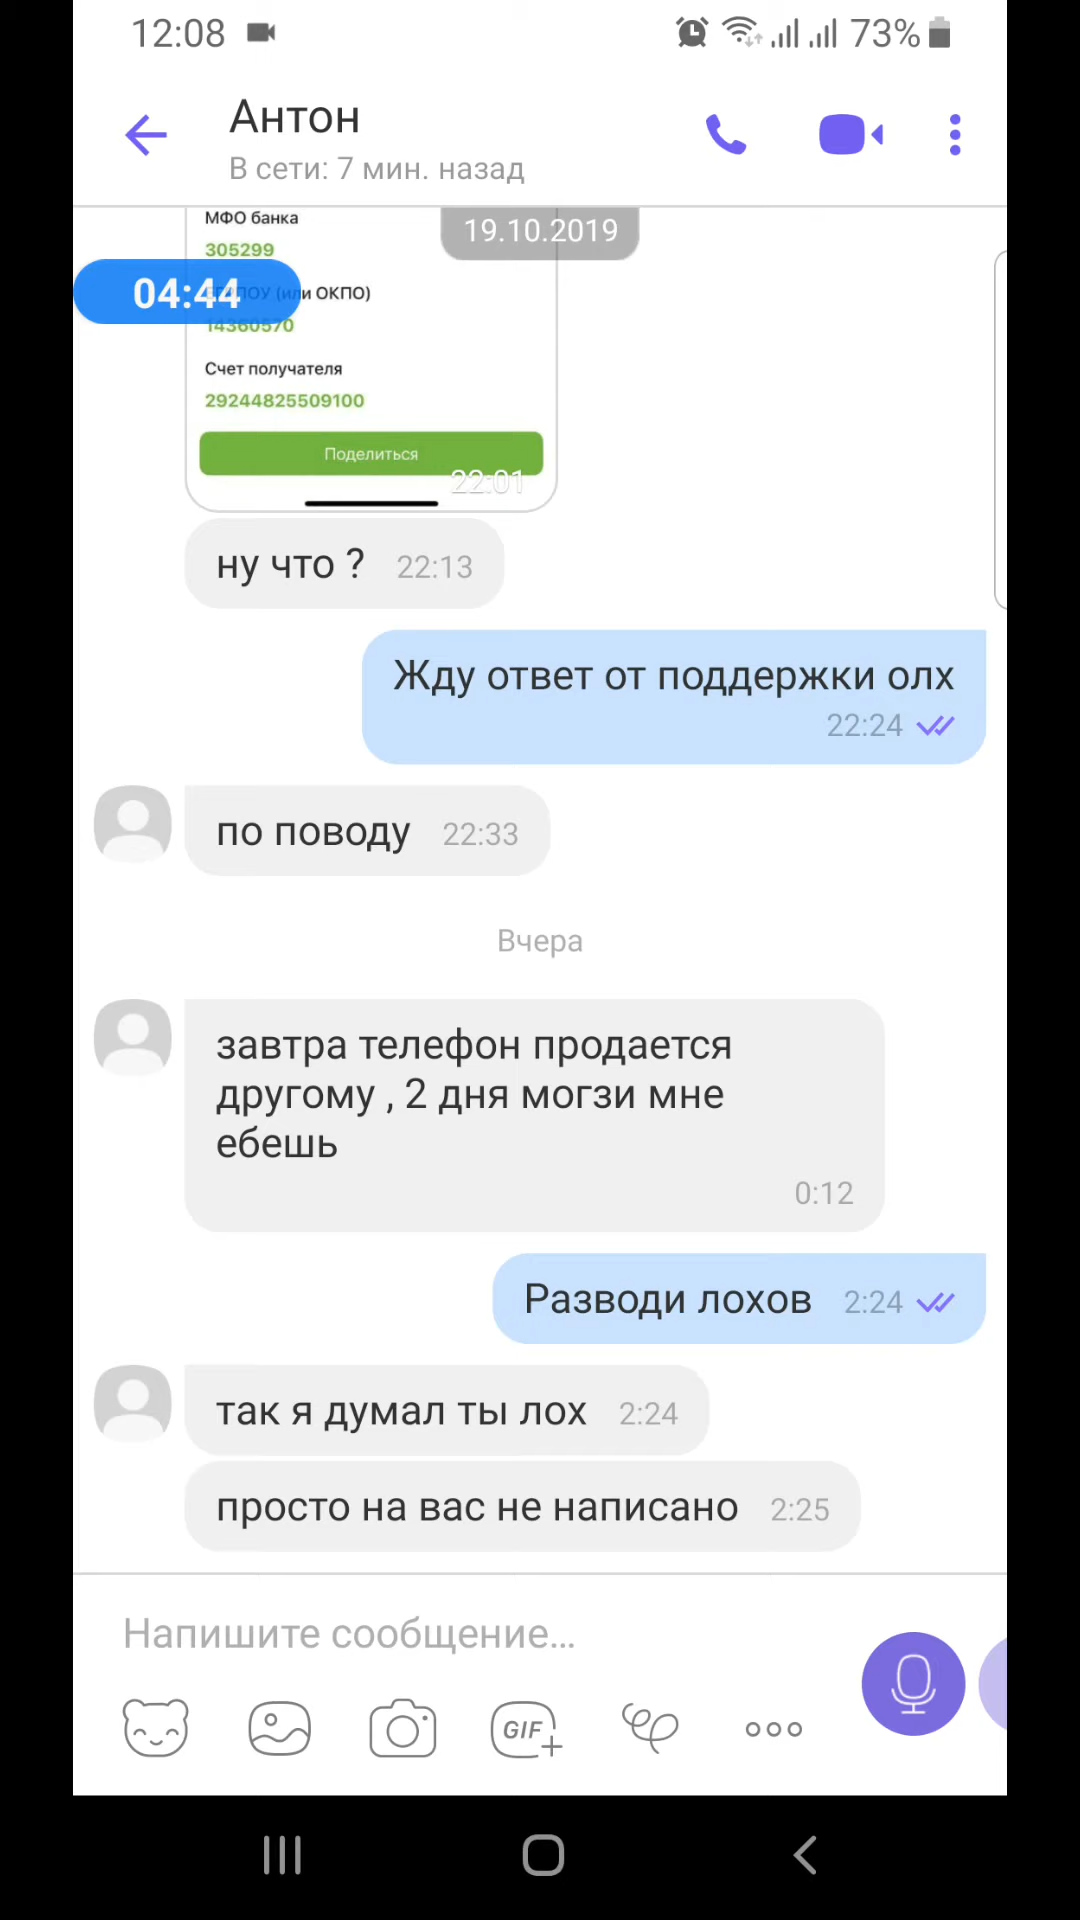 12:08
73%
Антон
В сети: 7 мин. назад
МФО банка
19.10.2019
305299
04:44
(или ОКПО)
14360570
Счет получателя
29244825509100
Поделиться
22:01
ну что ? 22:13
Жду ответ от поддержки олх
22:24
по поводу 22:33
Вчера
завтра телефон продается
другому , 2 дня могзи мне
ебешь
0:12
Разводи лохов 2:24
так я думал ты лох 2:24
просто на вас не написано 2:25
Напишите сообщение...
GIF